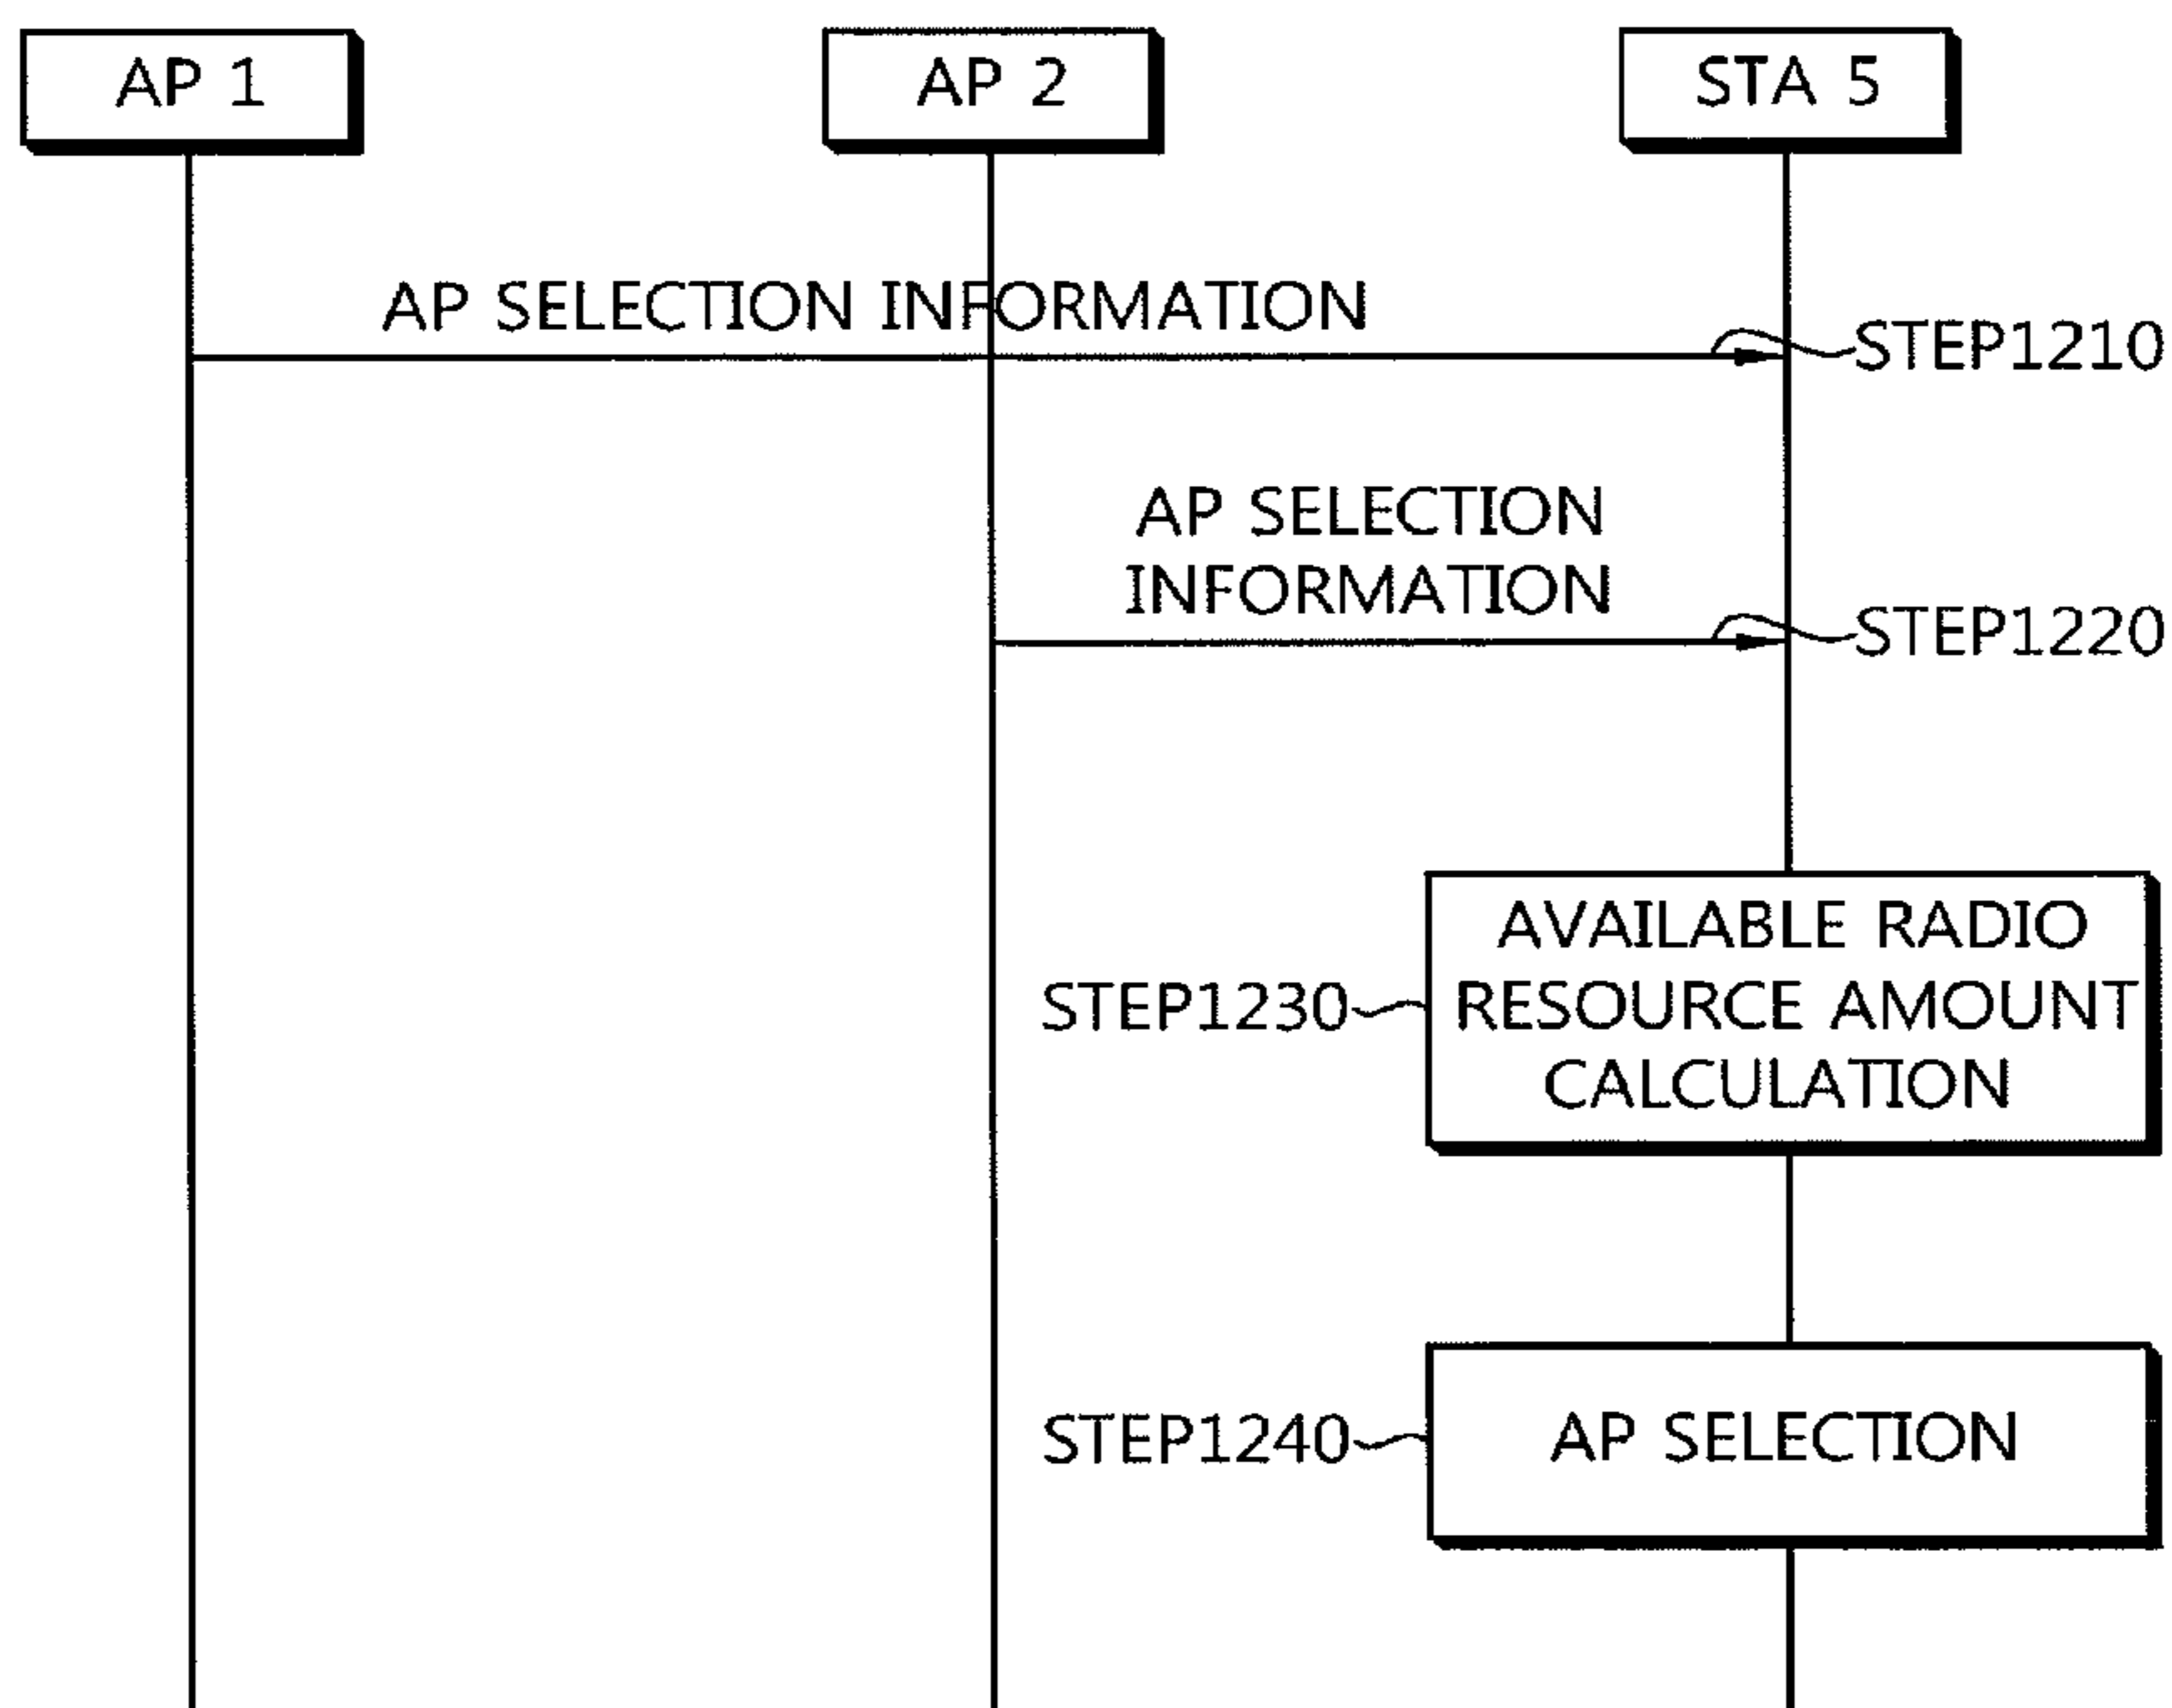 AP 1
AP 2
STA 5
AP SELECTION INFORMATION
STEP1210
AP SELECTION
INFORMATION
STEP1220
AVAILABLE RADIO
RESOURCE AMOUNT
CALCULATION
STEP1230
AP SELECTION
STEP1240